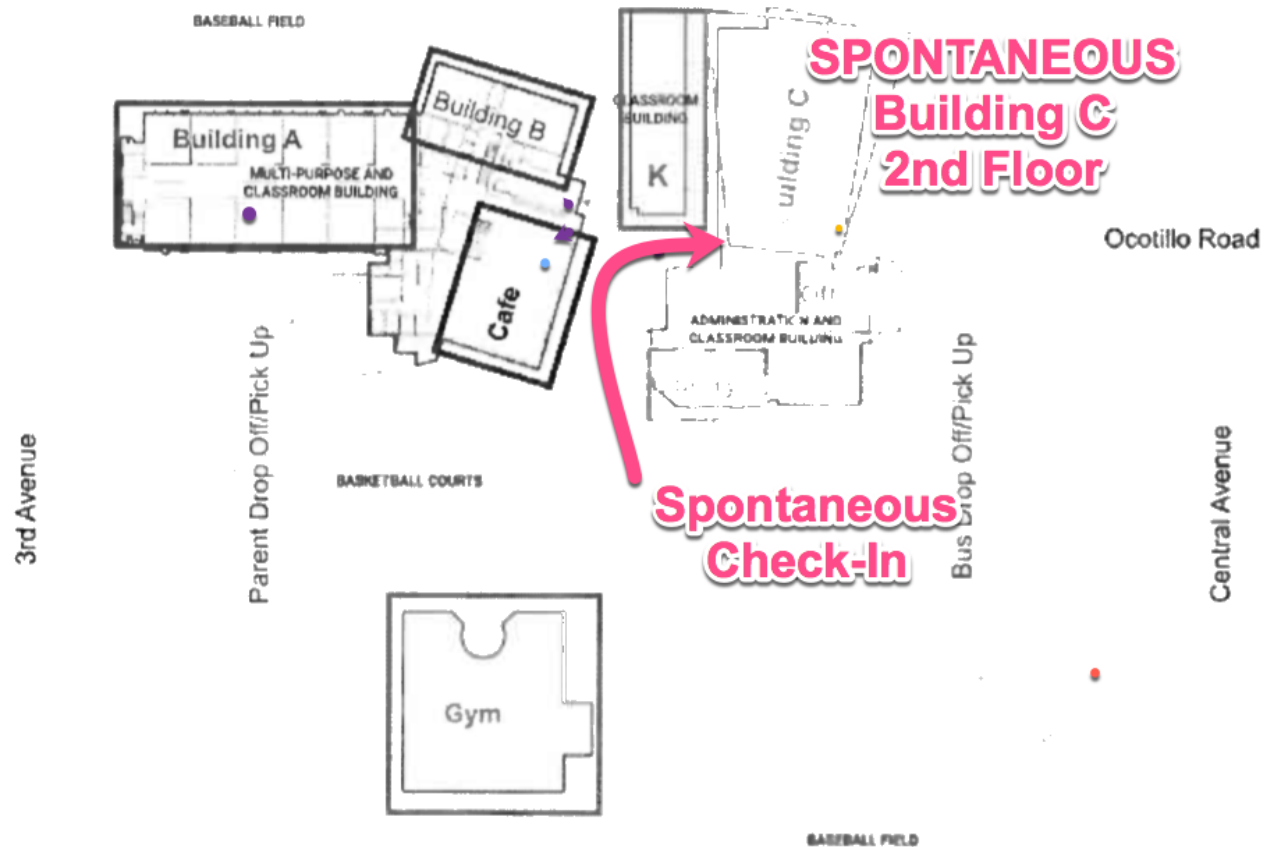 BASEBALL FIELD
SPONTANEOUS
Building C
2nd Floor
Building B
CLASSROOM
BUILDING
Building A
MULTI-PURPOSE AND
CLASSROOM BUILDING
K
uilding C
Ocotillo Road
Cafe
ADMINISTRATION AND
CLASSROOM BUILDING
Parent Drop Off/Pick Up
Bus Drop Off/Pick Up
3rd Avenue
Central Avenue
BASKETBALL COURTS
Spontaneous
Check-In
Gym
BASEBALL FIELD